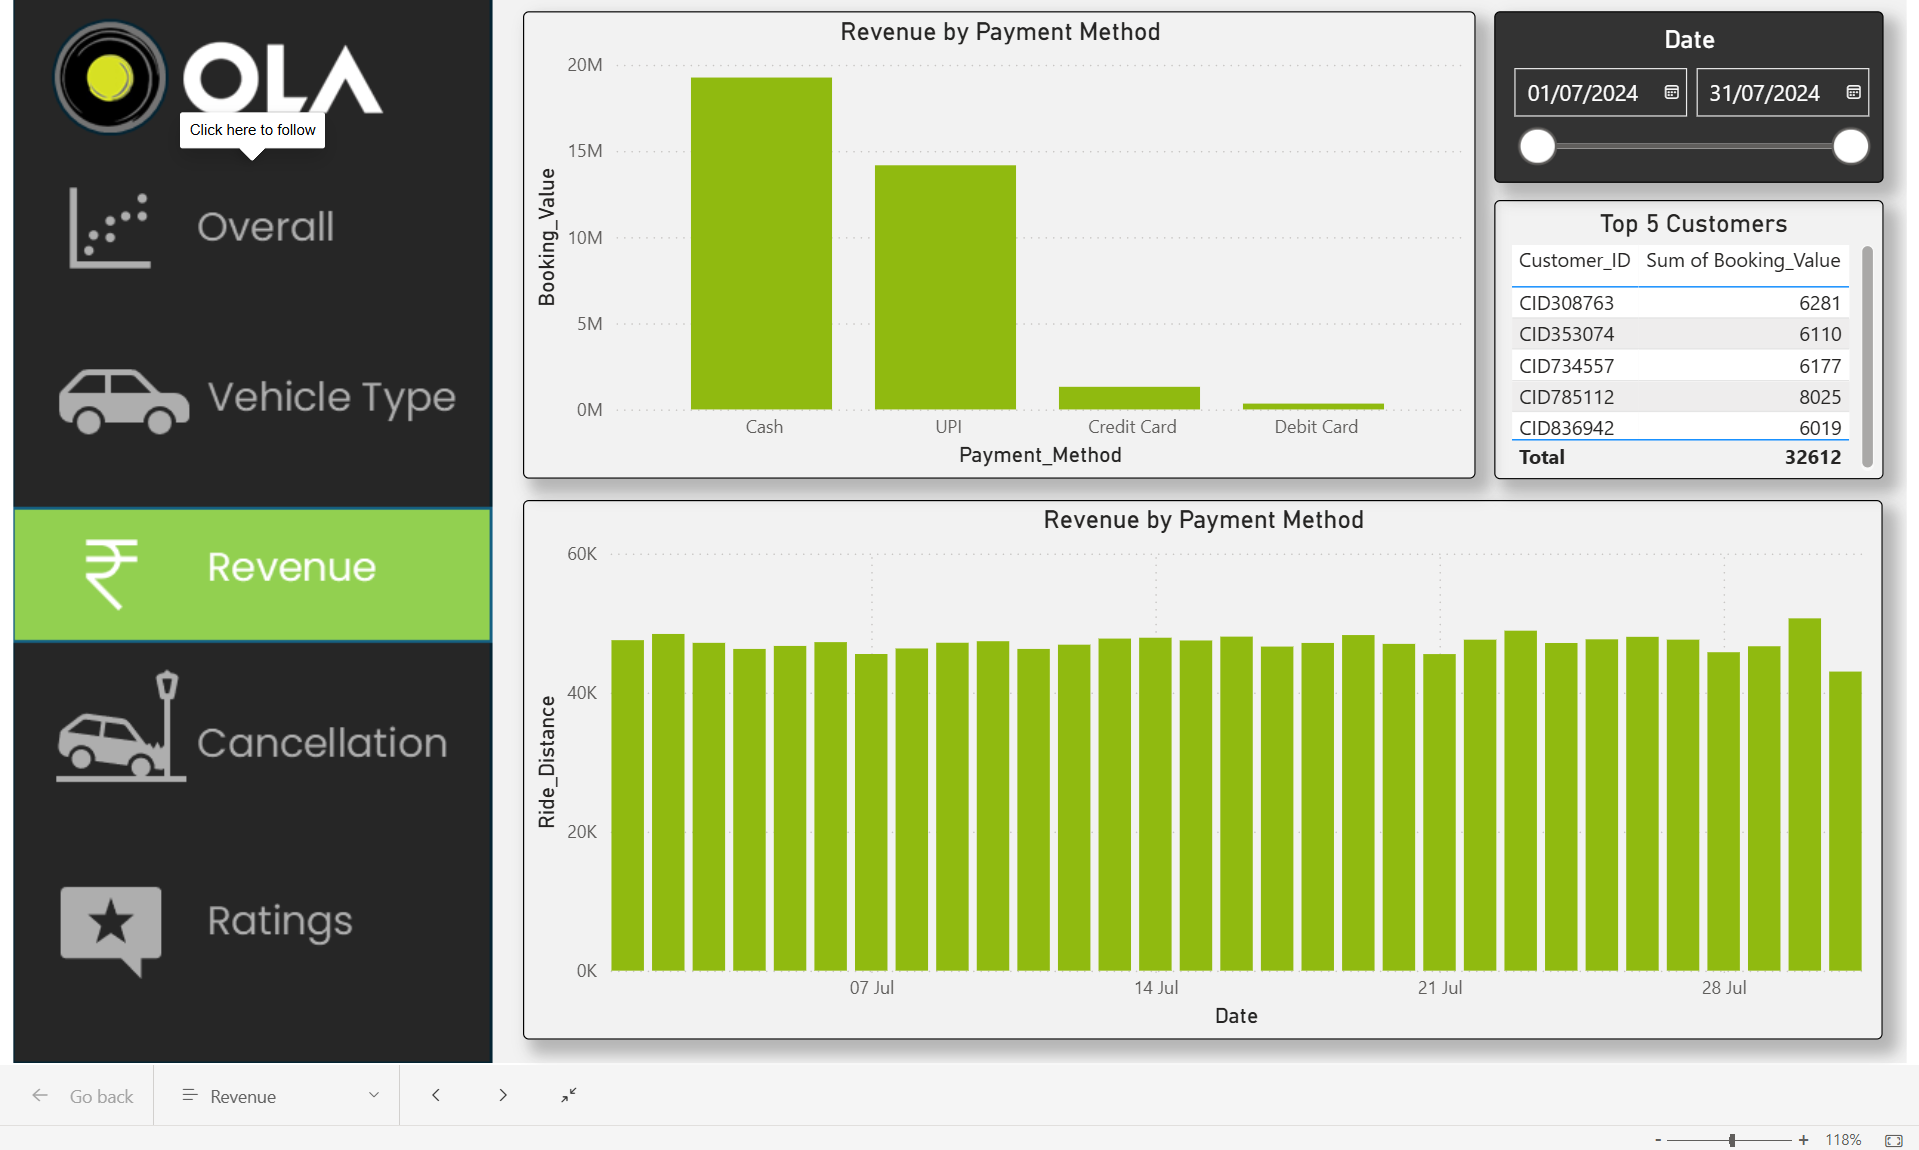 OLA
Click here to follow
Overall
Vehicle Type
Revenue
Cancellation
Ratings
Revenue by Payment Method
Booking_Value
20M
15M
10M
5M
0M
Cash UPI Credit Card Debit Card
Payment_Method
Date
01/07/2024 31/07/2024
Top 5 Customers
Customer_ID Sum of Booking_Value
CID308763 6281
CID353074 6110
CID734557 6177
CID785112 8025
CID836942 6019
Total 32612
Revenue by Payment Method
Ride_Distance
60K
40K
20K
0K
07 Jul 14 Jul 21 Jul 28 Jul
Date
Go back Revenue
- + 118%